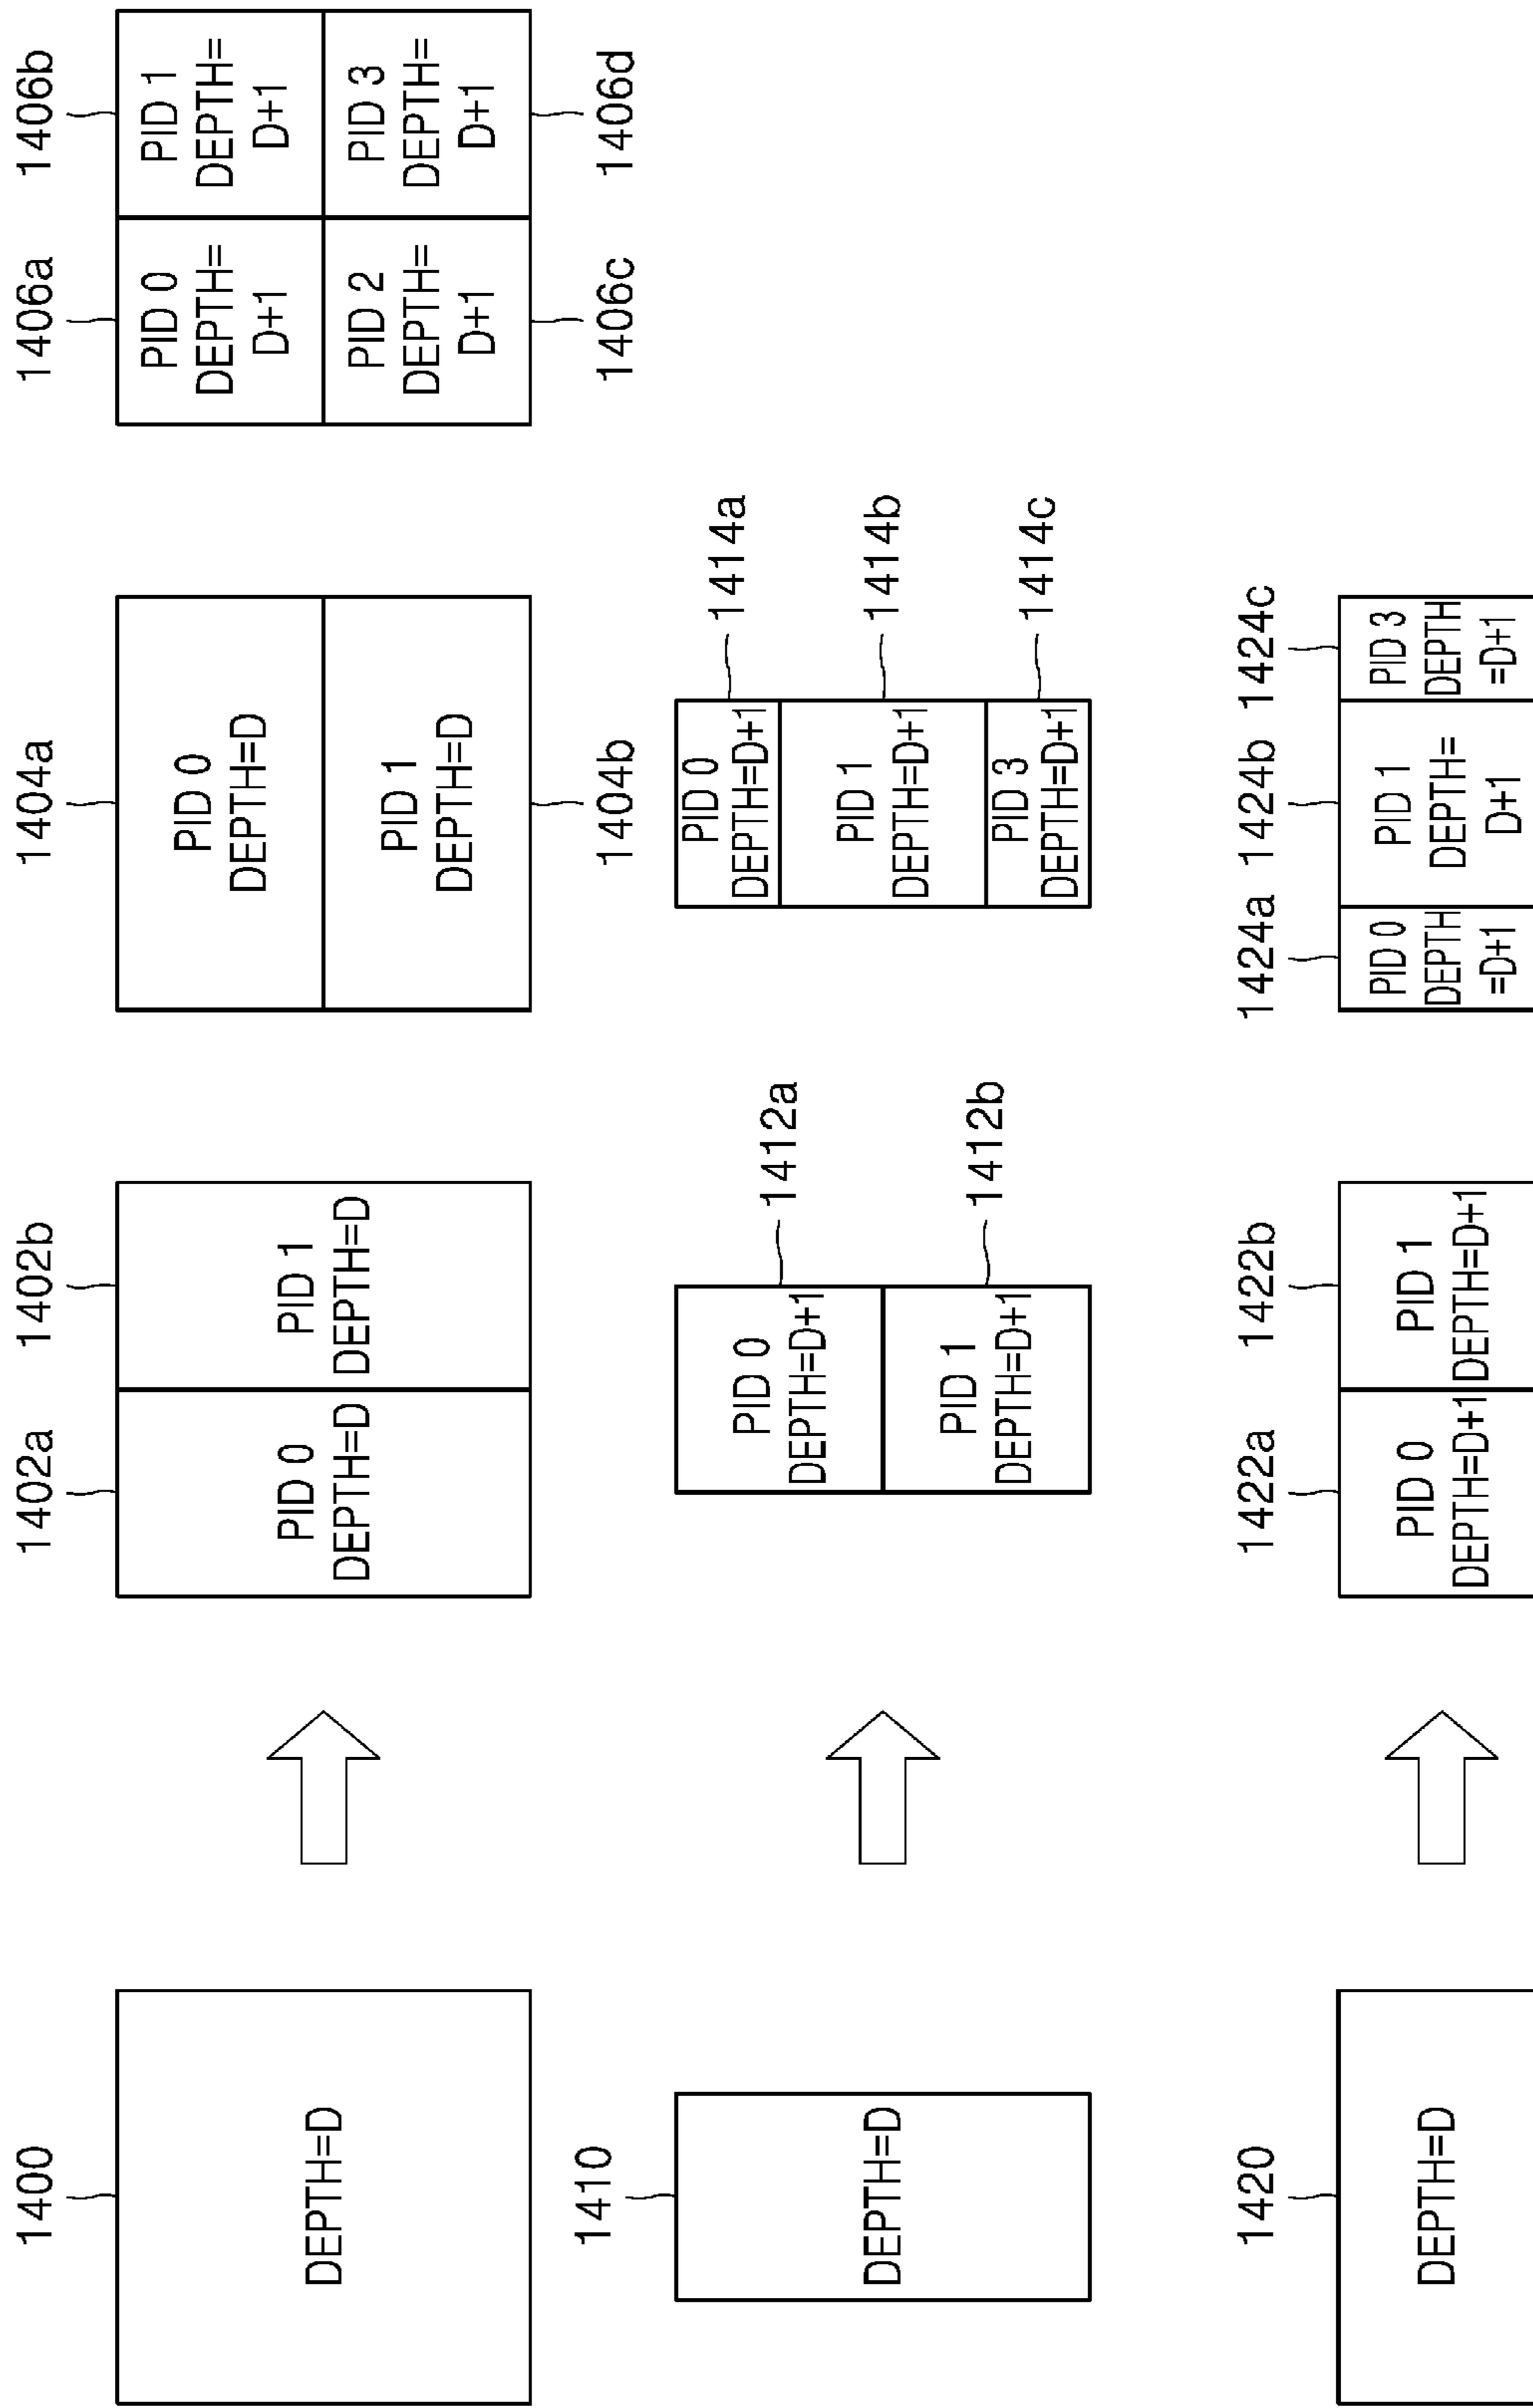 1400
DEPTH=D
1402a
1402b
PID 0
DEPTH=D
PID 1
DEPTH=D
1404a
PID 0
DEPTH=D
PID 1
DEPTH=D
1404b
1406a
1406b
PID 0
DEPTH=
D+1
PID 1
DEPTH=
D+1
PID 2
DEPTH=
D+1
PID 3
DEPTH=
D+1
1406c
1406d
1410
DEPTH=D
PID 0
DEPTH=D+1
1412a
PID 1
DEPTH=D+1
1412b
PID 0
DEPTH=D+1
1414a
PID 1
DEPTH=D+1
1414b
PID 3
DEPTH=D+1
1414c
1420
DEPTH=D
1422a
1422b
PID 0
DEPTH=D+1
PID 1
DEPTH=D+1
1424a
1424b
1424c
PID 0
DEPTH
=D+1
PID 1
DEPTH=
D+1
PID 3
DEPTH
=D+1